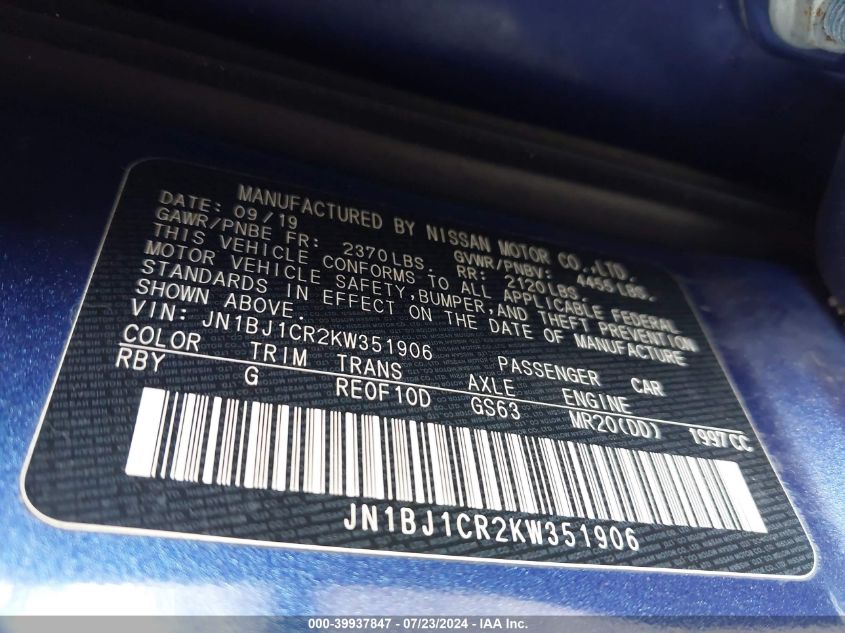 MANUFACTURED BY NISSAN MOTOR CO.,LTD.
DATE: 09/19 GVWR/PNBV: 4455 LBS.
GAWR/PNBE FR: 2370LBS. RR: 2120LBS.
THIS VEHICLE CONFORMS TO ALL APPLICABLE FEDERAL
MOTOR VEHICLE SAFETY,BUMPER,AND THEFT PREVENTION
STANDARDS IN EFFECT ON THE DATE OF MANUFACTURE
SHOWN ABOVE.
VIN: JN1BJ1CR2KW351906 PASSENGER CAR
COLOR TRIM TRANS AXLE ENGINE
RBY G RE0F10D GS63 MR20(DD) 1997CC
JN1BJ1CR2KW351906
000-39937847 / 07/23/2024 - IAA Inc.